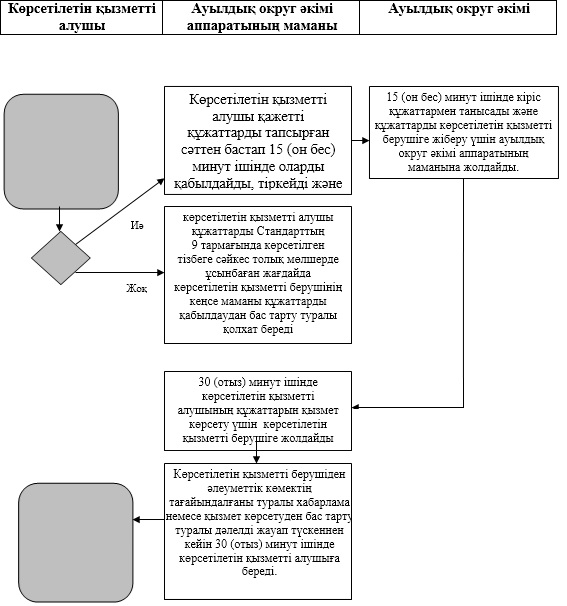 Көрсетілетін қызметті
алушы
Ауылдық округ әкімі
аппаратының маманы
Ауылдық округ әкімі
Көрсетілетін қызметті
алушы қажетті
құжаттарды тапсырған
сәттен бастап 15 (он бес)
минут ішінде оларды
қабылдайды, тіркейді және
15 (он бес) минут ішінде кіріс
құжаттармен танысады және
құжаттарды көрсетілетін қызметті
берушіге жіберу үшін ауылдық
округ әкімі аппаратының
маманына жолдайды.
Иә
Жоқ
көрсетілетін қызметті алушы
құжаттарды Стандарттың
9 тармағында көрсетілген
тізбеге сәйкес толық мөлшерде
ұсынбаған жағдайда
көрсетілетін қызметті берушінің
кеңсе маманы құжаттарды
қабылдаудан бас тарту туралы
қолхат береді
30 (отыз) минут ішінде
көрсетілетін қызметті
алушының құжаттарын қызмет
көрсету үшін көрсетілетін
қызметті берушіге жолдайды
Көрсетілетін қызметті берушіден
әлеуметтік көмектің
тағайындалғаны туралы хабарлама
немесе қызмет көрсетуден бас тарту
туралы дәлелді жауап түскеннен
кейін 30 (отыз) минут ішінде
көрсетілетін қызметті алушыға
береді.